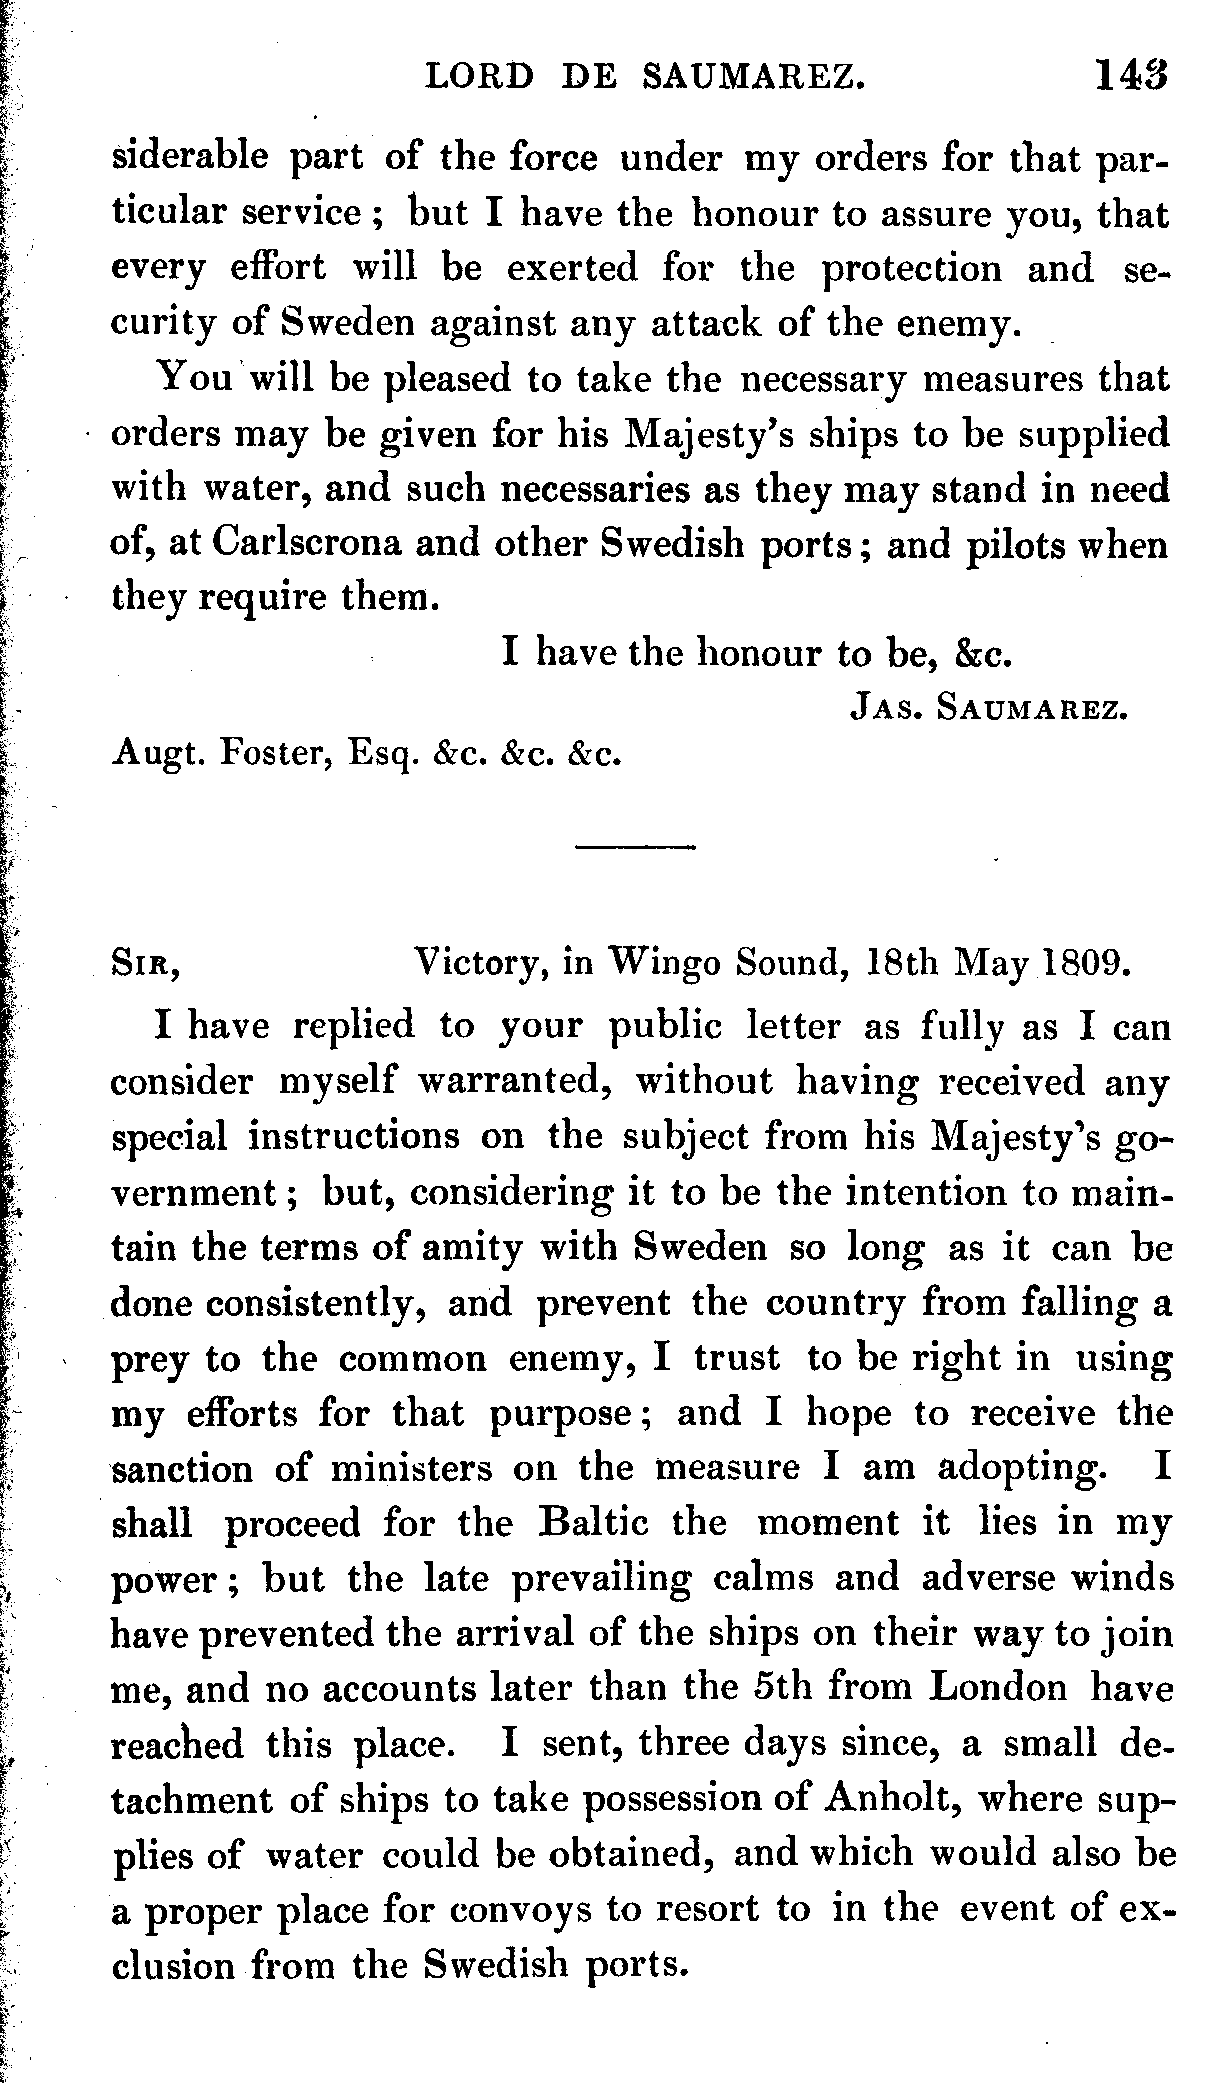 LORD DE SAUMAREZ. 143
siderable part of the force under my orders for that par-
ticular service ; but I have the honour to assure you, that
every effort will be exerted for the protection and se-
curity of Sweden against any attack of the enemy.
You will be pleased to take the necessary measures that
orders may be given for his Majesty's ships to be supplied
with water, and such necessaries as they may stand in need
of, at Carlscrona and other Swedish ports ; and pilots when
they require them.
I have the honour to be, &c.
JAS. SAUMAREZ.
Augt. Foster, Esq. &c. &c. &c.
SIR, Victory, in Wingo Sound, 18th May 1809.
I have replied to your public letter as fully as I can
consider myself warranted, without having received any
special instructions on the subject from his Majesty's go-
vernment ; but, considering it to be the intention to main-
tain the terms of amity with Sweden so long as it can be
done consistently, and prevent the country from falling a
prey to the common enemy, I trust to be right in using
my efforts for that purpose ; and I hope to receive the
sanction of ministers on the measure I am adopting. I
shall proceed for the Baltic the moment it lies in my
power ; but the late prevailing calms and adverse winds
have prevented the arrival of the ships on their way to join
me, and no accounts later than the 5th from London have
reached this place. I sent, three days since, a small de-
tachment of ships to take possession of Anholt, where sup-
plies of water could be obtained, and which would also be
a proper place for convoys to resort to in the event of ex-
clusion from the Swedish ports.